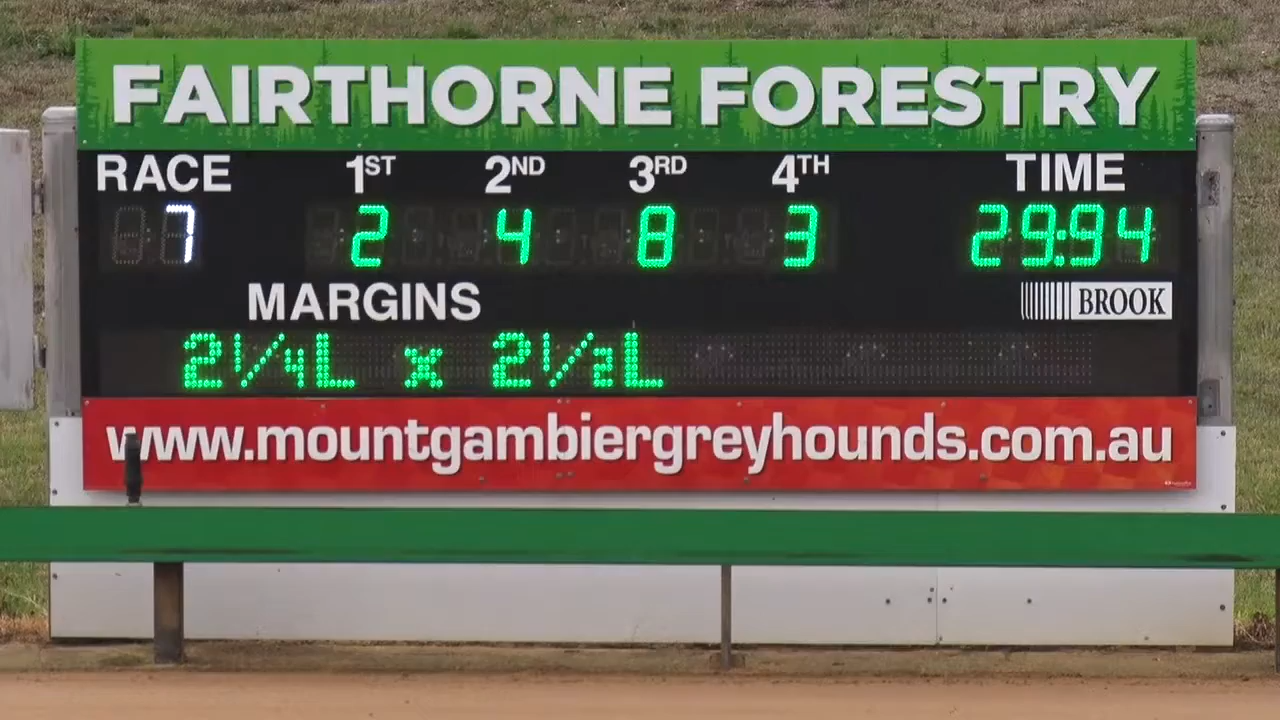 FAIRTHORNE FORESTRY
RACE 1ST 2ND 3RD 4TH TIME
7 2 4 8 3 29:94
MARGINS BROOK
2¼L x 2½L
www.mountgambiergreyhounds.com.au